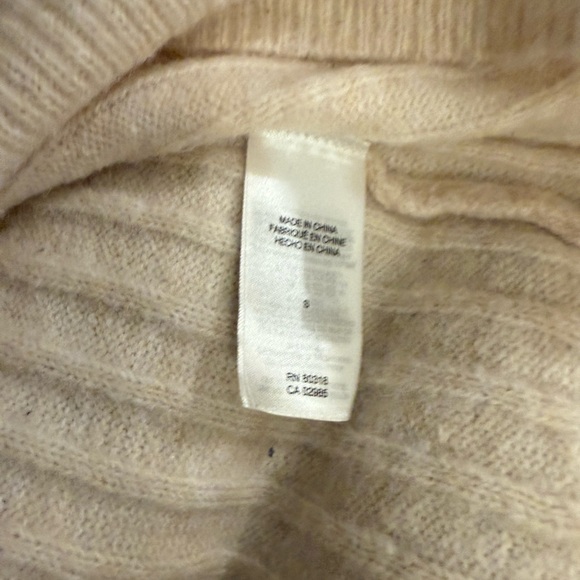 MADE IN CHINA
FABRIQUÉ EN CHINE
HECHO EN CHINA
S
RN 80318
CA 02985